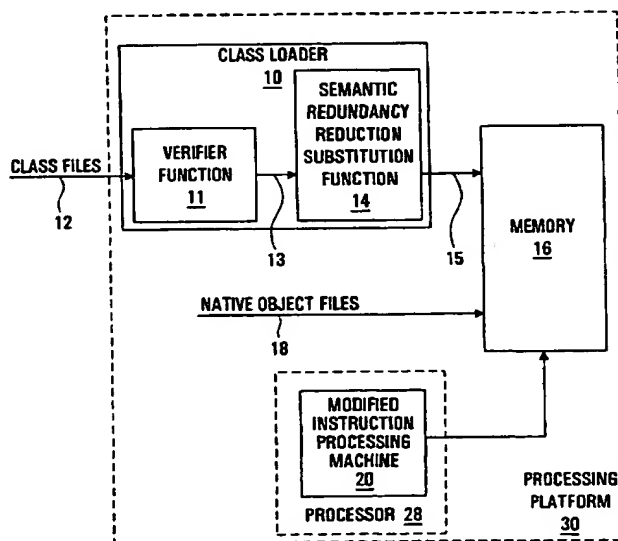 CLASS LOADER
10
SEMANTIC
REDUNDANCY
REDUCTION
SUBSTITUTION
FUNCTION
14
VERIFIER
FUNCTION
11
CLASS FILES
12
13
15
MEMORY
16
NATIVE OBJECT FILES
18
MODIFIED
INSTRUCTION
PROCESSING
MACHINE
20
PROCESSOR 28
PROCESSING
PLATFORM
30